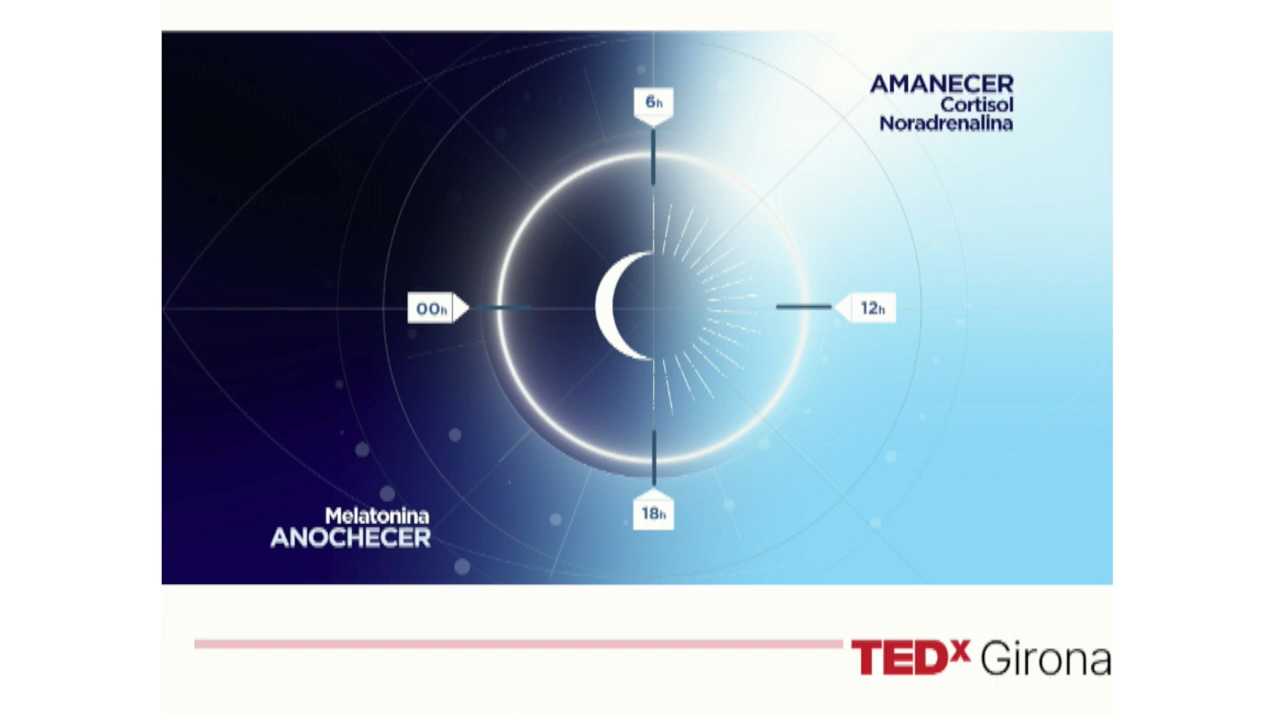 AMANECER
Cortisol
Noradrenalina
6h
00h
12h
18h
Melatonina
ANOCHECER
TEDx Girona